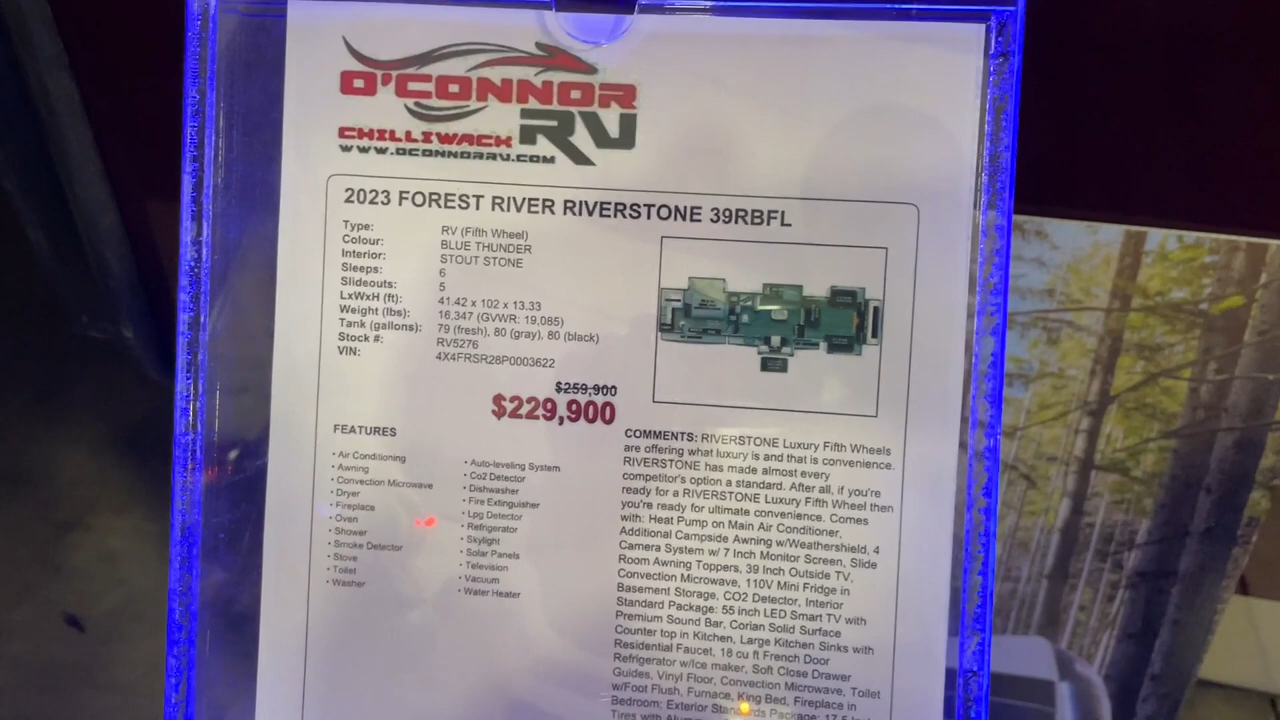 O'CONNOR
RV
CHILLIWACK
WWW.OCONNORRV.COM
2023 FOREST RIVER RIVERSTONE 39RBFL
Type: RV (Fifth Wheel)
Colour: BLUE THUNDER
Interior: STOUT STONE
Sleeps: 6
Slideouts: 5
LxWxH (ft): 41.42 x 102 x 13.33
Weight (lbs): 16,347 (GVWR: 19,085)
Tank (gallons): 79 (fresh), 80 (gray), 80 (black)
Stock #: RV5276
VIN: 4X4FRSR28P0003622
$259,900
$229,900
FEATURES
• Air Conditioning
• Awning
• Convection Microwave
• Dryer
• Fireplace
• Oven
• Shower
• Smoke Detector
• Stove
• Toilet
• Washer
• Auto-leveling System
• Co2 Detector
• Dishwasher
• Fire Extinguisher
• Lpg Detector
• Refrigerator
• Skylight
• Solar Panels
• Television
• Vacuum
• Water Heater
COMMENTS: RIVERSTONE Luxury Fifth Wheels
are offering what luxury is and that is convenience.
RIVERSTONE has made almost every
competitor's option a standard. After all, if you're
ready for a RIVERSTONE Luxury Fifth Wheel then
you're ready for ultimate convenience. Comes
with: Heat Pump on Main Air Conditioner,
Additional Campside Awning w/Weathershield, 4
Camera System w/ 7 Inch Monitor Screen, Slide
Room Awning Toppers, 39 Inch Outside TV,
Convection Microwave, 110V Mini Fridge in
Basement Storage, CO2 Detector, Interior
Standard Package: 55 inch LED Smart TV with
Premium Sound Bar, Corian Solid Surface
Counter top in Kitchen, Large Kitchen Sinks with
Residential Faucet, 18 cu ft French Door
Refrigerator w/Ice maker, Soft Close Drawer
Guides, Vinyl Floor, Convection Microwave, Toilet
w/Foot Flush, Furnace, King Bed, Fireplace in
Bedroom; Exterior Standards Package: 17.5
Tires with